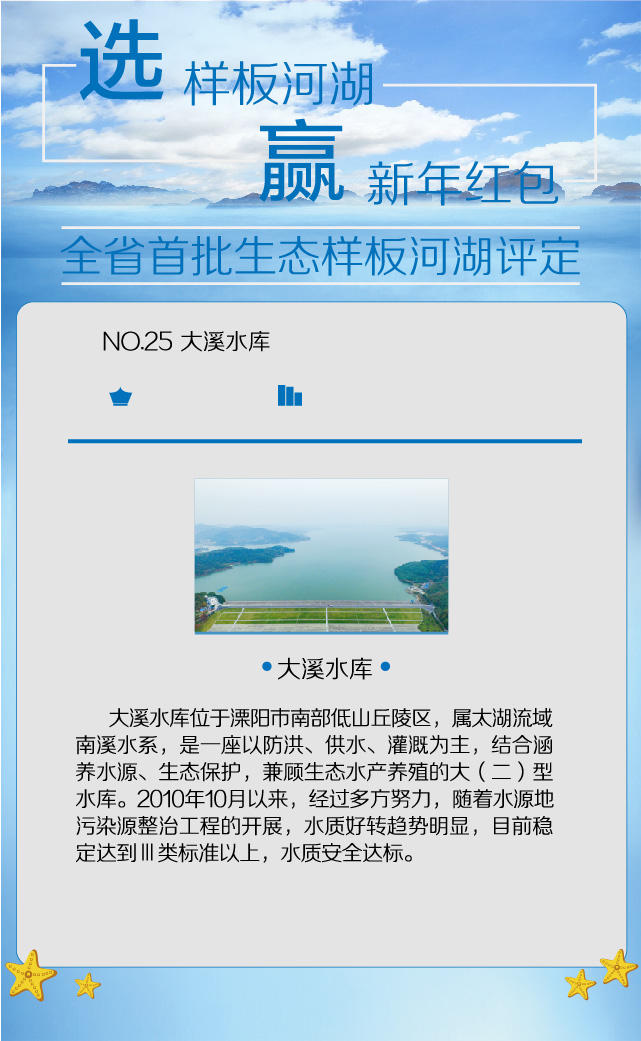 选 样板河湖
赢 新年红包
全省首批生态样板河湖评定
NO.25 大溪水库
•大溪水库•
大溪水库位于溧阳市南部低山丘陵区，属太湖流域
南溪水系，是一座以防洪、供水、灌溉为主，结合涵
养水源、生态保护，兼顾生态水产养殖的大（二）型
水库。2010年10月以来，经过多方努力，随着水源地
污染源整治工程的开展，水质好转趋势明显，目前稳
定达到Ⅲ类标准以上，水质安全达标。